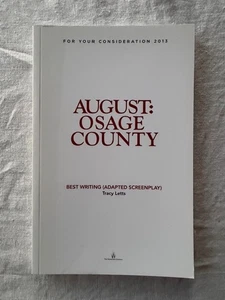 FOR YOUR CONSIDERATION 2013
AUGUST:
OSAGE
COUNTY
BEST WRITING (ADAPTED SCREENPLAY)
Tracy Letts